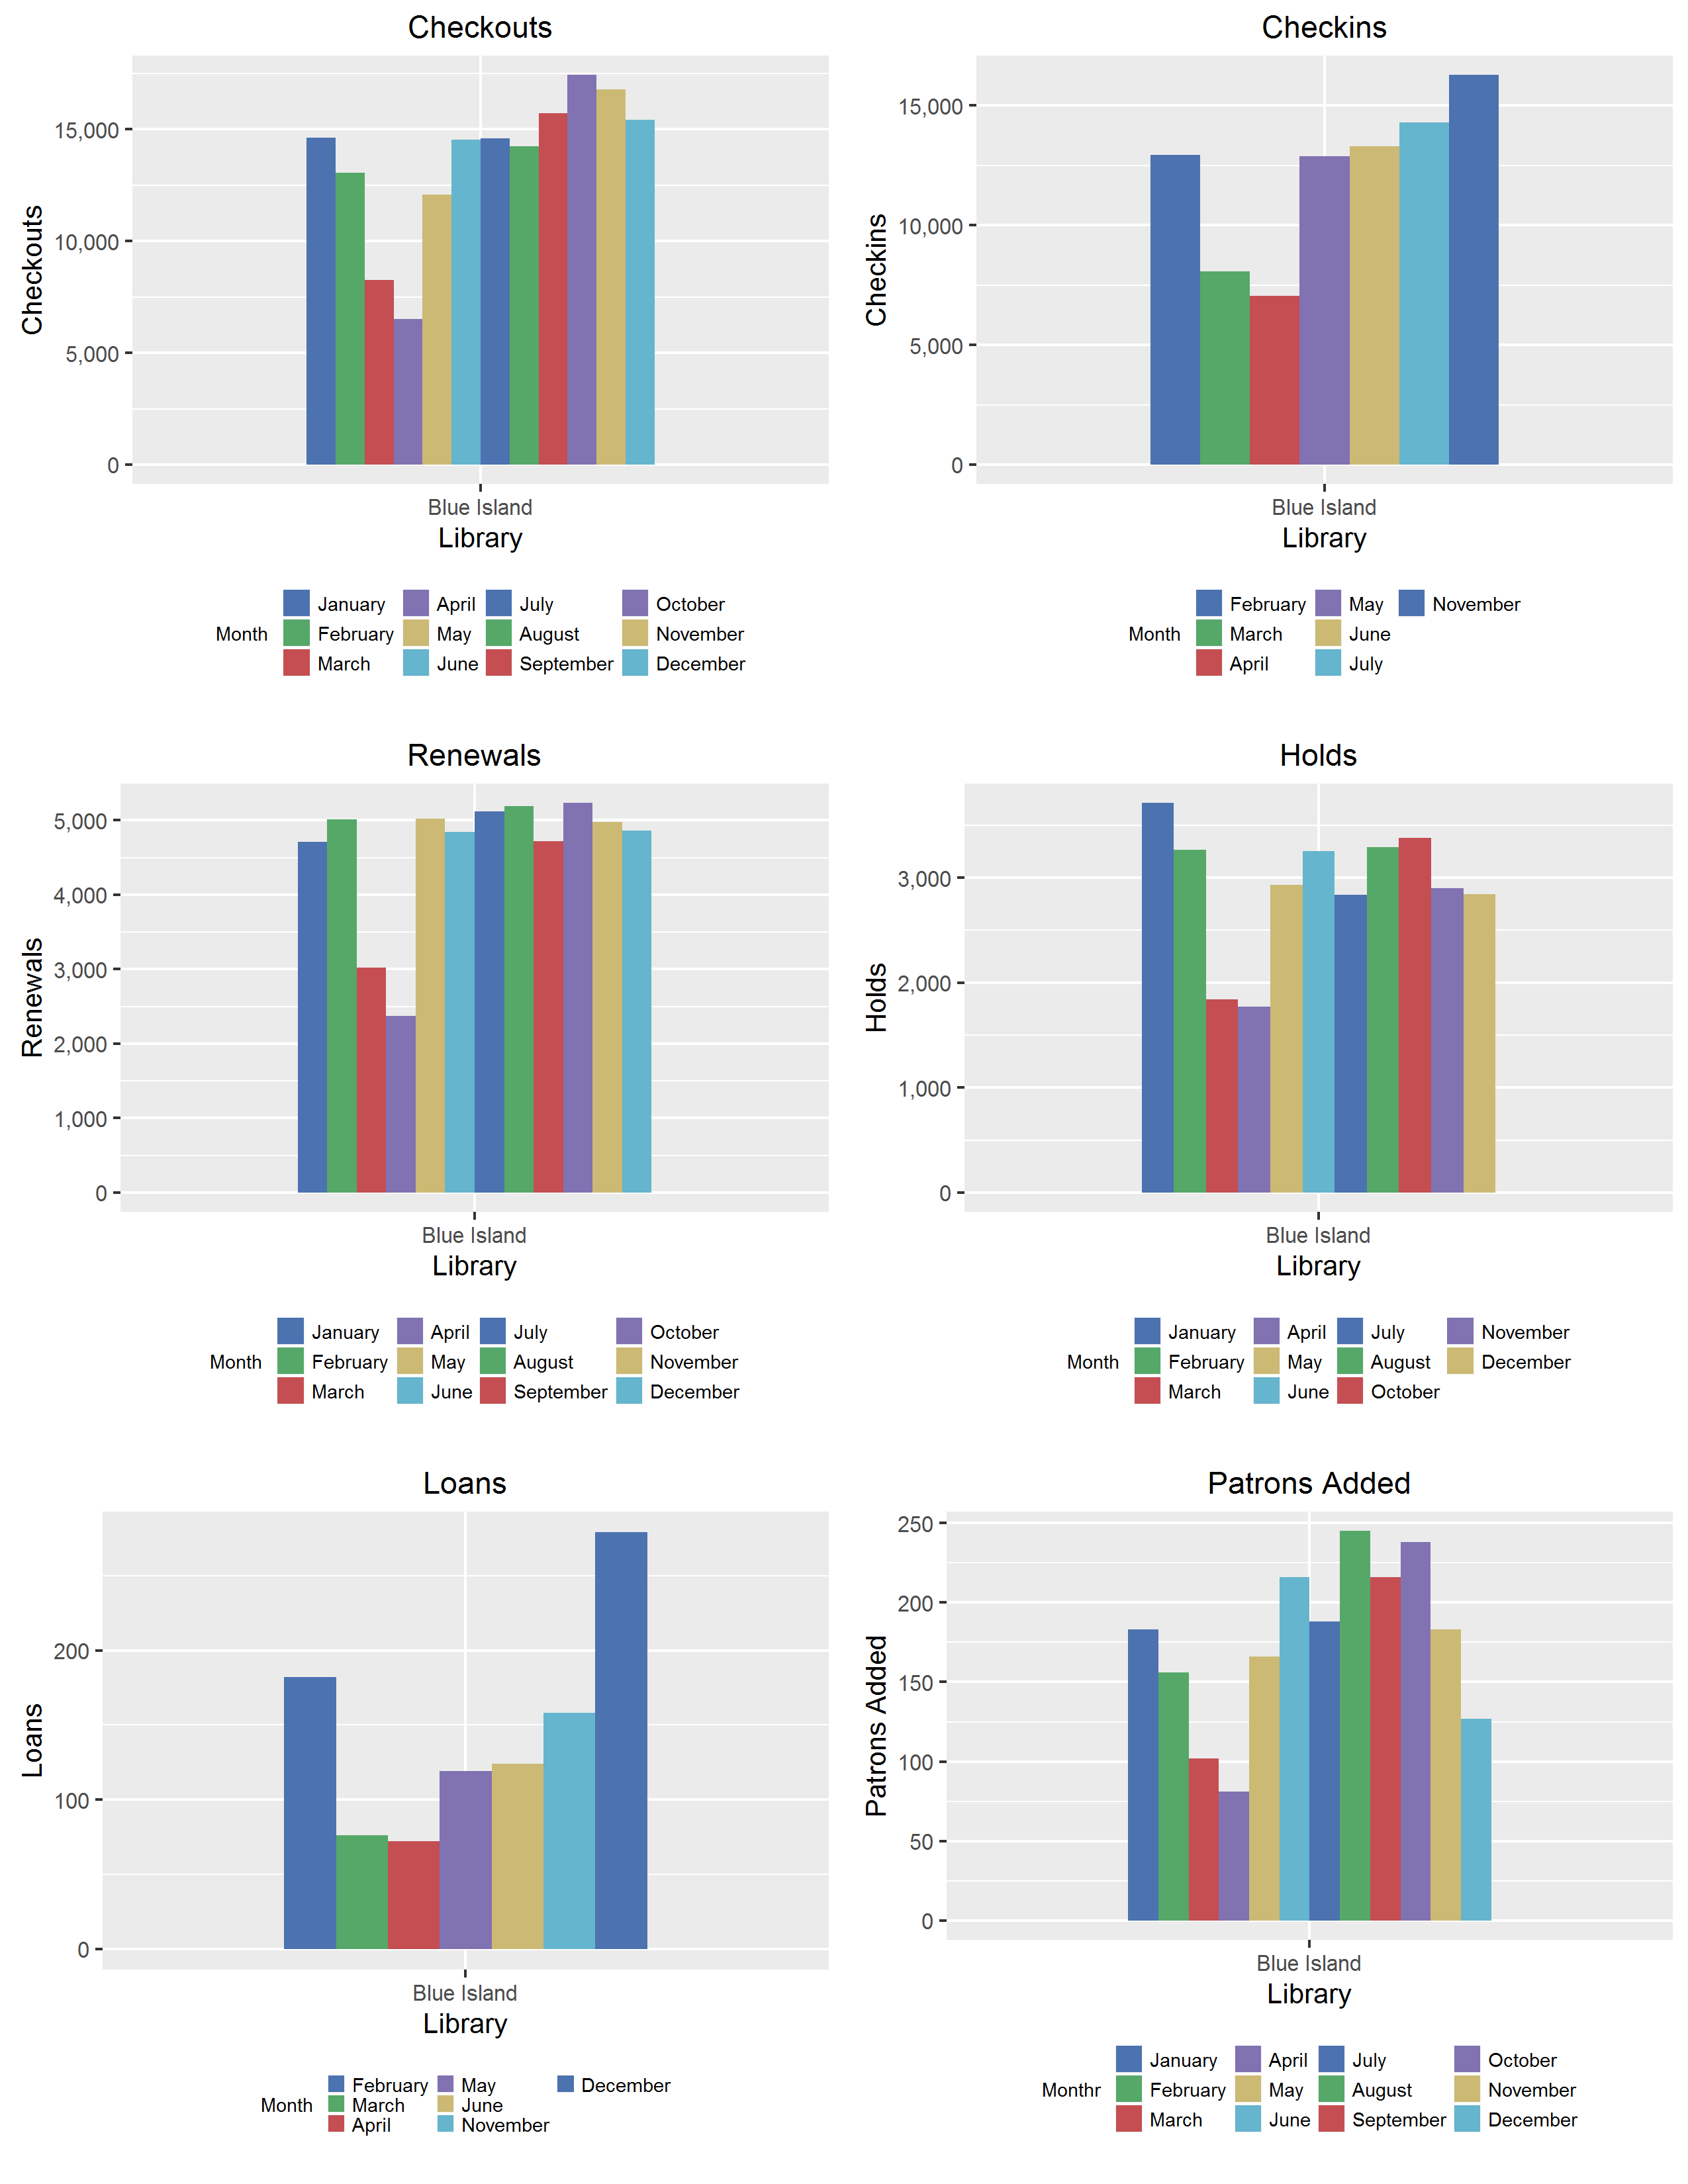 Checkouts
Checkouts
15,000
10,000
5,000
0
Blue Island
Library
Month
January April July October
February May August November
March June September December
Checkins
Checkins
15,000
10,000
5,000
0
Blue Island
Library
Month
February May November
March June
April July
Renewals
Renewals
5,000
4,000
3,000
2,000
1,000
0
Blue Island
Library
Month
January April July October
February May August November
March June September December
Holds
Holds
3,000
2,000
1,000
0
Blue Island
Library
Month
January April July November
February May August December
March June October
Loans
Loans
200
100
0
Blue Island
Library
Month
February May December
March June
April November
Patrons Added
Patrons Added
250
200
150
100
50
0
Blue Island
Library
Monthr
January April July October
February May August November
March June September December